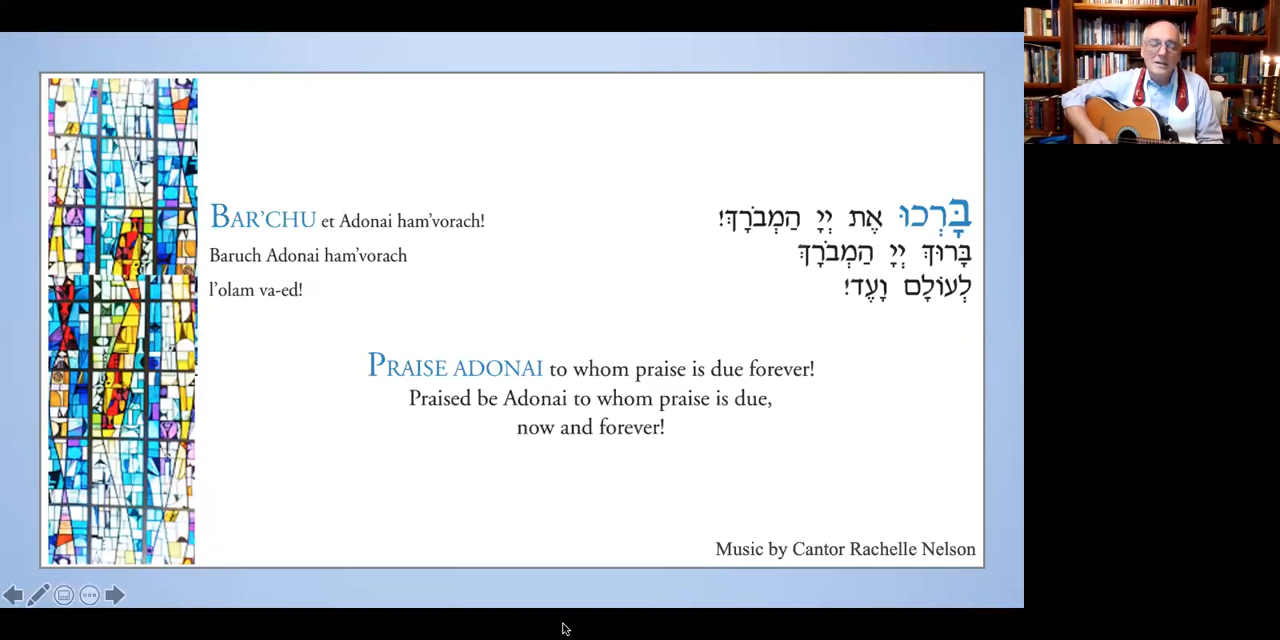 BAR’CHU et Adonai ham’vorach!
Baruch Adonai ham’vorach
l’olam va-ed!
בָּרְכוּ אֶת יְיָ הַמְבֹרָךְ!
בָּרוּךְ יְיָ הַמְבֹרָךְ
לְעוֹלָם וָעֶד!
PRAISE ADONAI to whom praise is due forever!
Praised be Adonai to whom praise is due,
now and forever!
Music by Cantor Rachelle Nelson